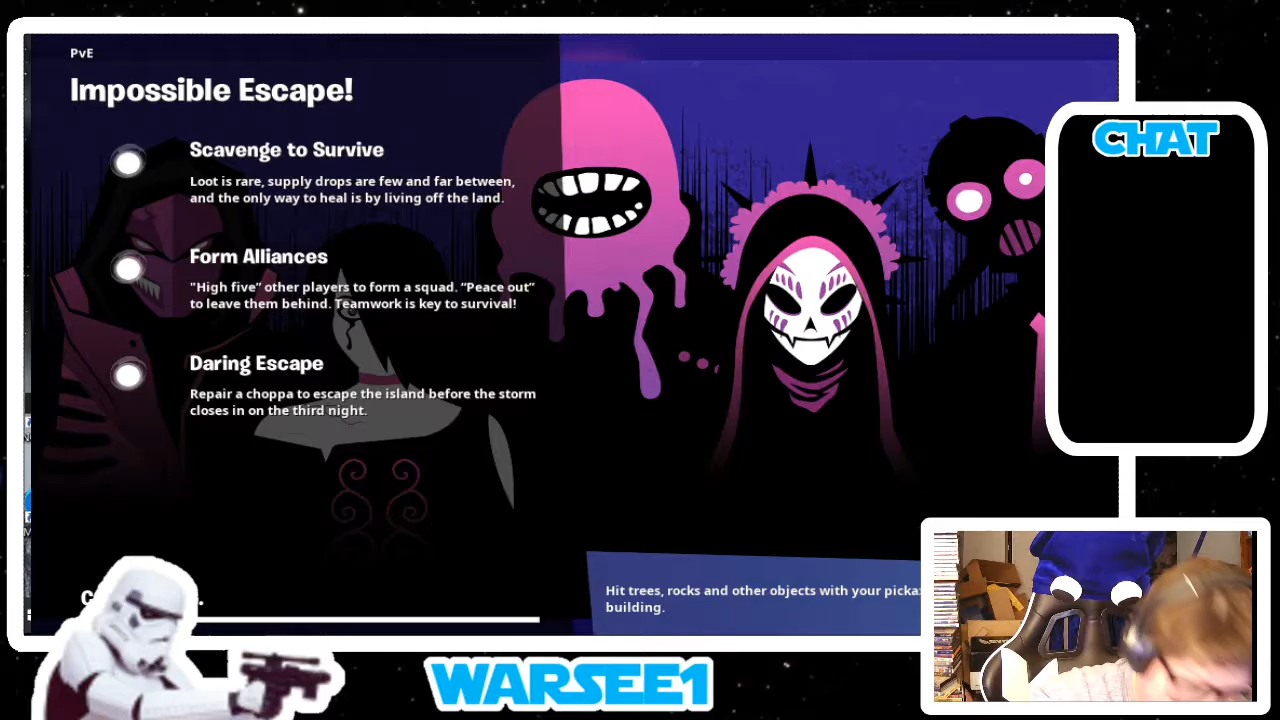 PvE
Impossible Escape!
Scavenge to Survive
Loot is rare, supply drops are few and far between,
and the only way to heal is by living off the land.
Form Alliances
"High five" other players to form a squad. “Peace out”
to leave them behind. Teamwork is key to survival!
Daring Escape
Repair a choppa to escape the island before the storm
closes in on the third night.
Hit trees, rocks and other objects with your
building.
CHAT
WARSEE1